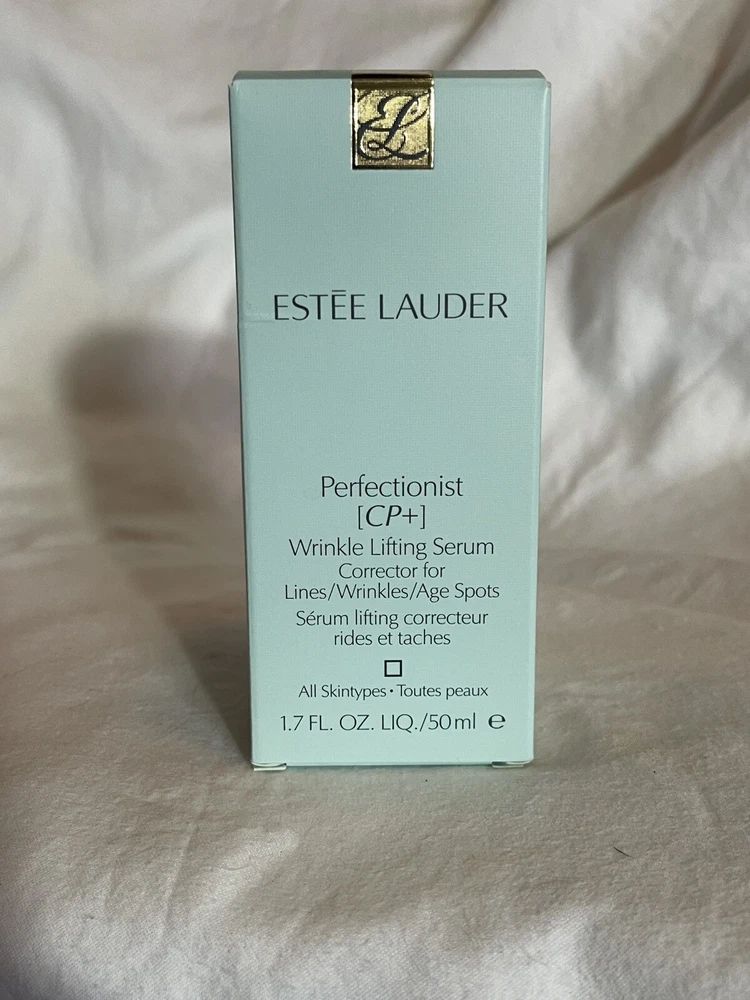 EL
ESTĒE LAUDER
Perfectionist
[CP+]
Wrinkle Lifting Serum
Corrector for
Lines/Wrinkles/Age Spots
Sérum lifting correcteur
rides et taches
All Skintypes • Toutes peaux
1.7 FL. OZ. LIQ./50 ml ℮